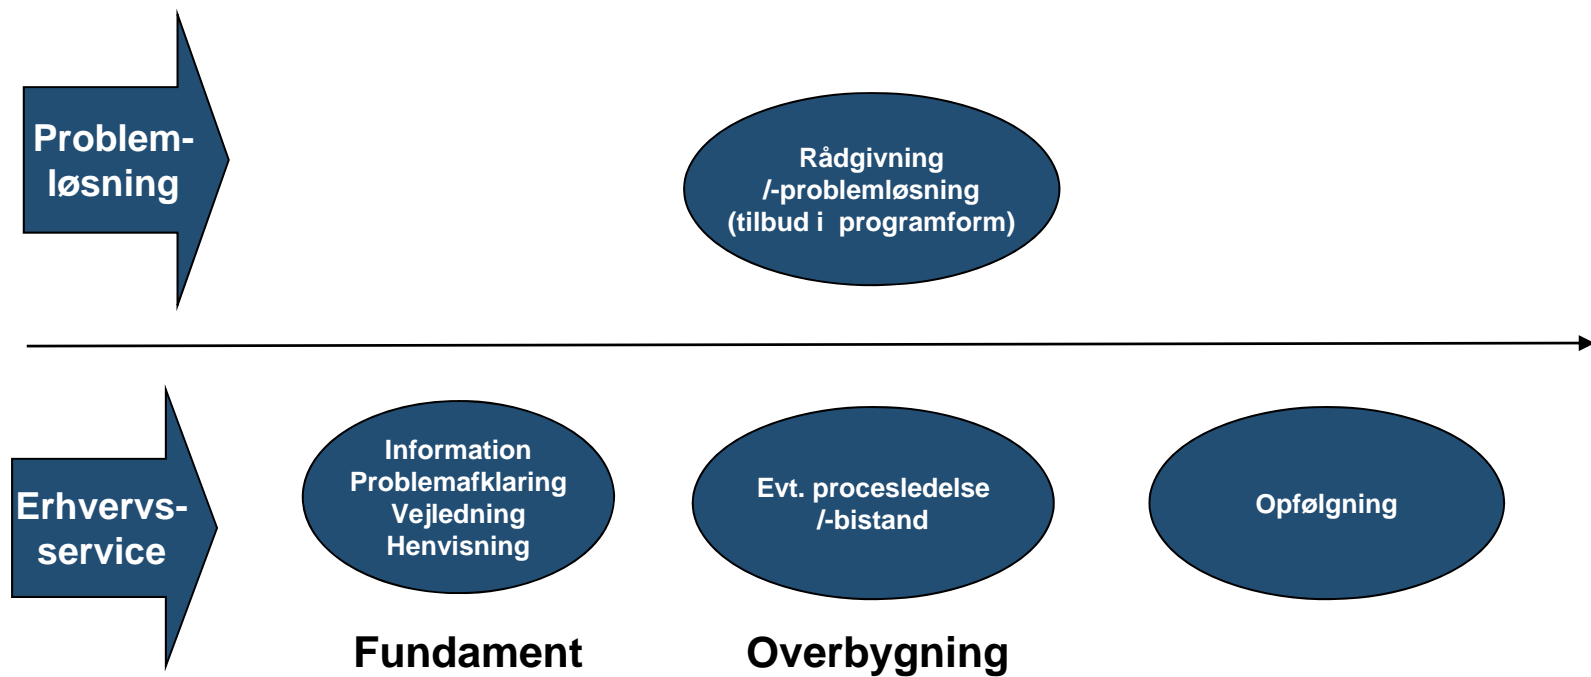 Problem-
løsning
Rådgivning
/-problemløsning
(tilbud i programform)
Erhvervs-
service
Information
Problemafklaring
Vejledning
Henvisning
Evt. procesledelse
/-bistand
Opfølgning
Fundament
Overbygning